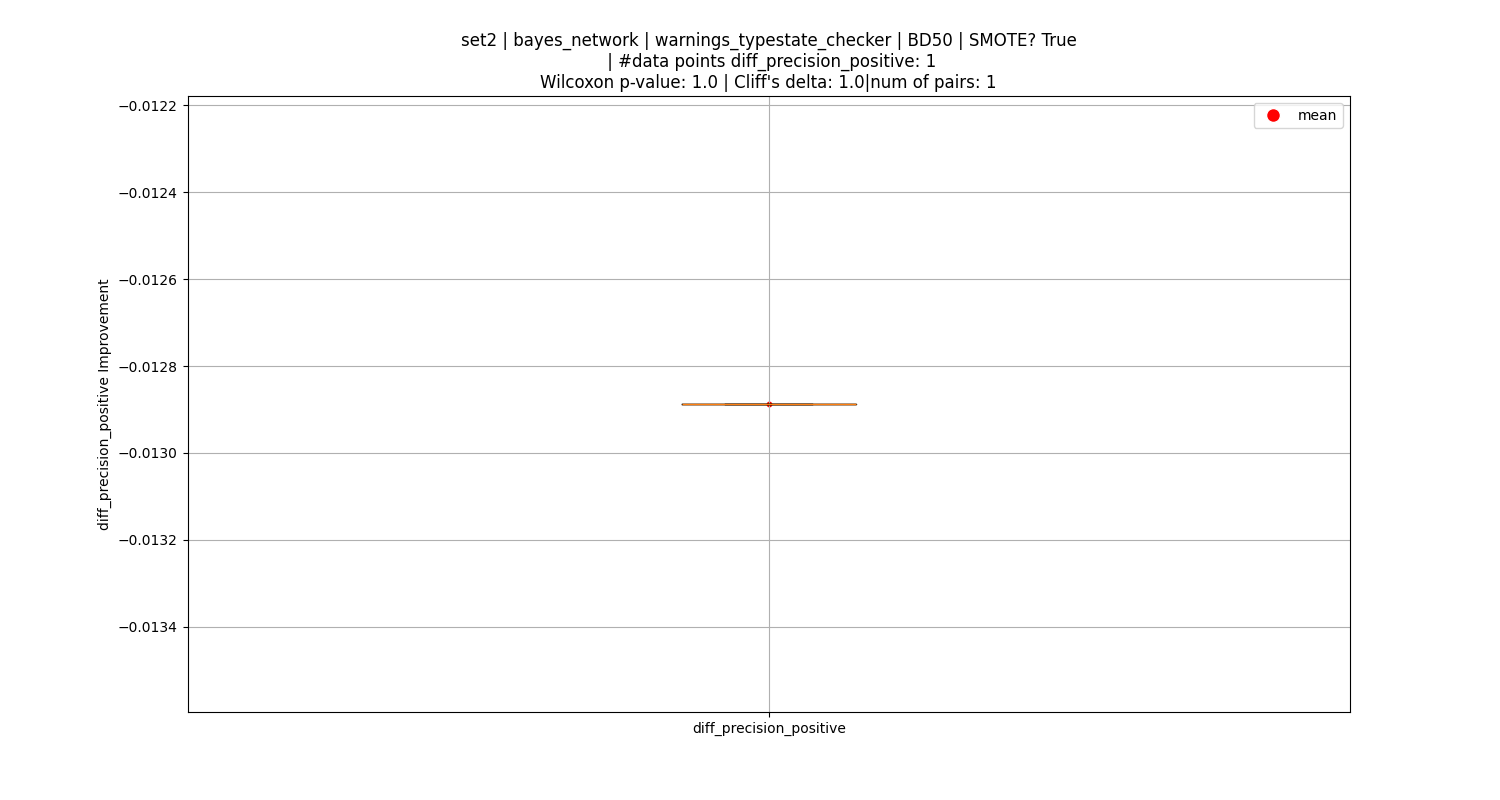 set2 | bayes_network | warnings_typestate_checker | BD50 | SMOTE? True
| #data points diff_precision_positive: 1
Wilcoxon p-value: 1.0 | Cliff's delta: 1.0|num of pairs: 1
mean
−0.0122
−0.0124
−0.0126
−0.0128
−0.0130
−0.0132
−0.0134
diff_precision_positive Improvement
diff_precision_positive